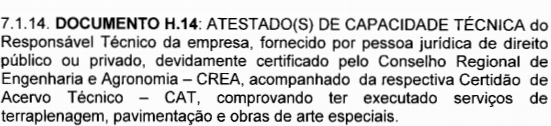 7.1.14. DOCUMENTO H.14: ATESTADO(S) DE CAPACIDADE TÉCNICA do
Responsável Técnico da empresa, fornecido por pessoa jurídica de direito
público ou privado, devidamente certificado pelo Conselho Regional de
Engenharia e Agronomia – CREA, acompanhado da respectiva Certidão de
Acervo Técnico – CAT, comprovando ter executado serviços de
terraplenagem, pavimentação e obras de arte especiais.